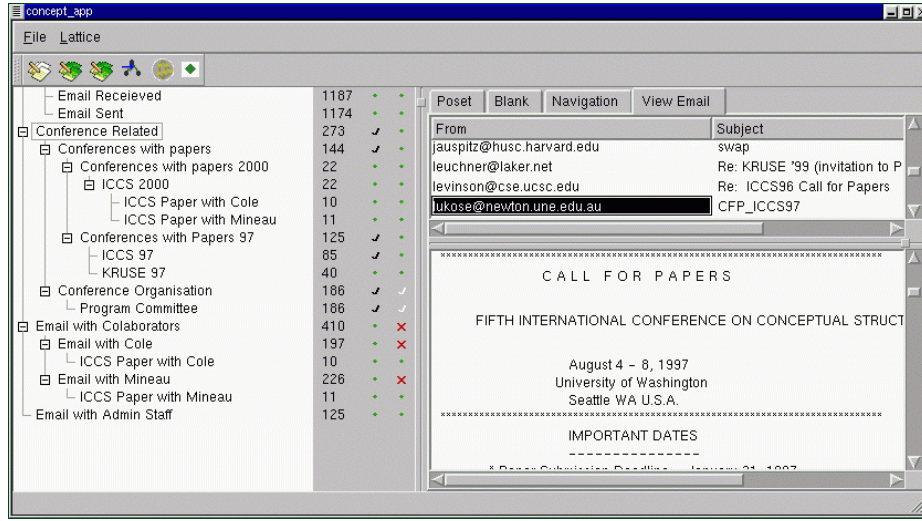 concept_app
File Lattice
Email Receieved 1187
Email Sent 1174
Conference Related 273
Conferences with papers 144
Conferences with papers 2000 22
ICCS 2000 22
ICCS Paper with Cole 10
ICCS Paper with Mineau 11
Conferences with Papers 97 125
ICCS 97 85
KRUSE 97 40
Conference Organisation 186
Program Committee 186
Email with Colaborators 410
Email with Cole 197
ICCS Paper with Cole 10
Email with Mineau 226
ICCS Paper with Mineau 11
Email with Admin Staff 125
Poset Blank Navigation View Email
From Subject
jauspitz@husc.harvard.edu swap
leuchner@laker.net Re: KRUSE '99 (invitation to P
levinson@cse.ucsc.edu Re: ICCS96 Call for Papers
lukose@newton.une.edu.au CFP_ICCS97
CALL FOR PAPERS
FIFTH INTERNATIONAL CONFERENCE ON CONCEPTUAL STRUCT
August 4 – 8, 1997
University of Washington
Seattle WA U.S.A.
IMPORTANT DATES
* Paper Submission Deadline January 31, 1997